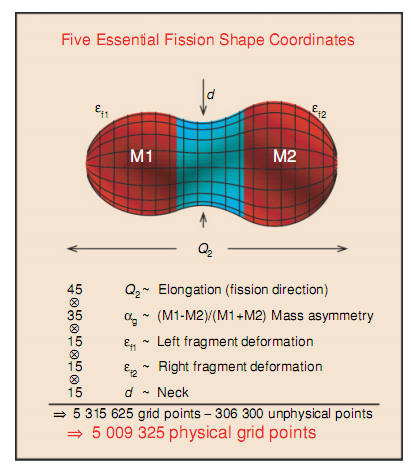 Five Essential Fission Shape Coordinates
d
εf1
εf2
M1
M2
Q2
45 Q2 ~ Elongation (fission direction)
⊗
35 αg ~ (M1-M2)/(M1+M2) Mass asymmetry
⊗
15 εf1 ~ Left fragment deformation
⊗
15 εf2 ~ Right fragment deformation
⊗
15 d ~ Neck
⇒ 5 315 625 grid points – 306 300 unphysical points
⇒ 5 009 325 physical grid points